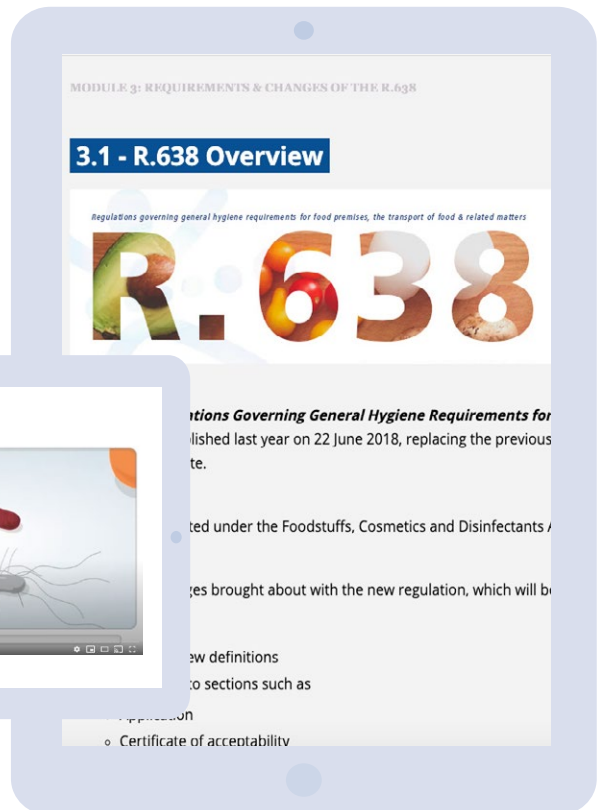 MODULE 3: REQUIREMENTS & CHANGES OF THE R.638
3.1 - R.638 Overview
Regulations governing general hygiene requirements for food premises, the transport of food & related matters
R.638
ations Governing General Hygiene Requirements for
lished last year on 22 June 2018, replacing the previous
te.
ted under the Foodstuffs, Cosmetics and Disinfectants
ges brought about with the new regulation, which will be
ew definitions
to sections such as
Application
Certificate of acceptability